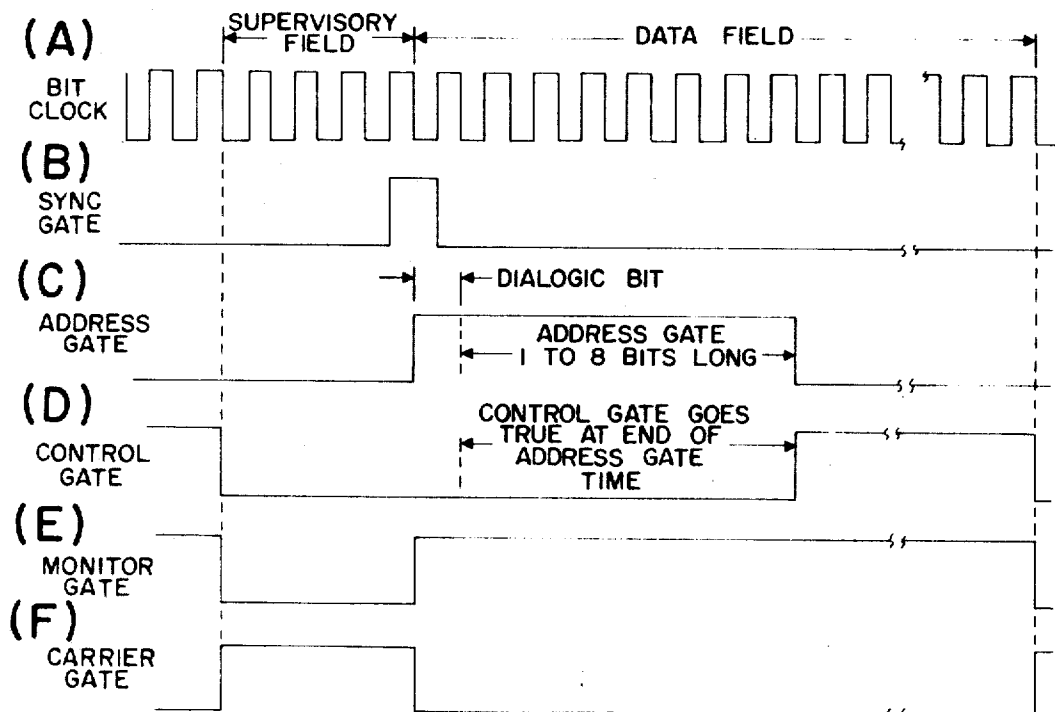 (A)
SUPERVISORY
FIELD
DATA FIELD
BIT
CLOCK
(B)
SYNC
GATE
(C)
DIALOGIC BIT
ADDRESS
GATE
ADDRESS GATE
1 TO 8 BITS LONG
(D)
CONTROL GATE GOES
TRUE AT END OF
ADDRESS GATE
TIME
CONTROL
GATE
(E)
MONITOR
GATE
(F)
CARRIER
GATE